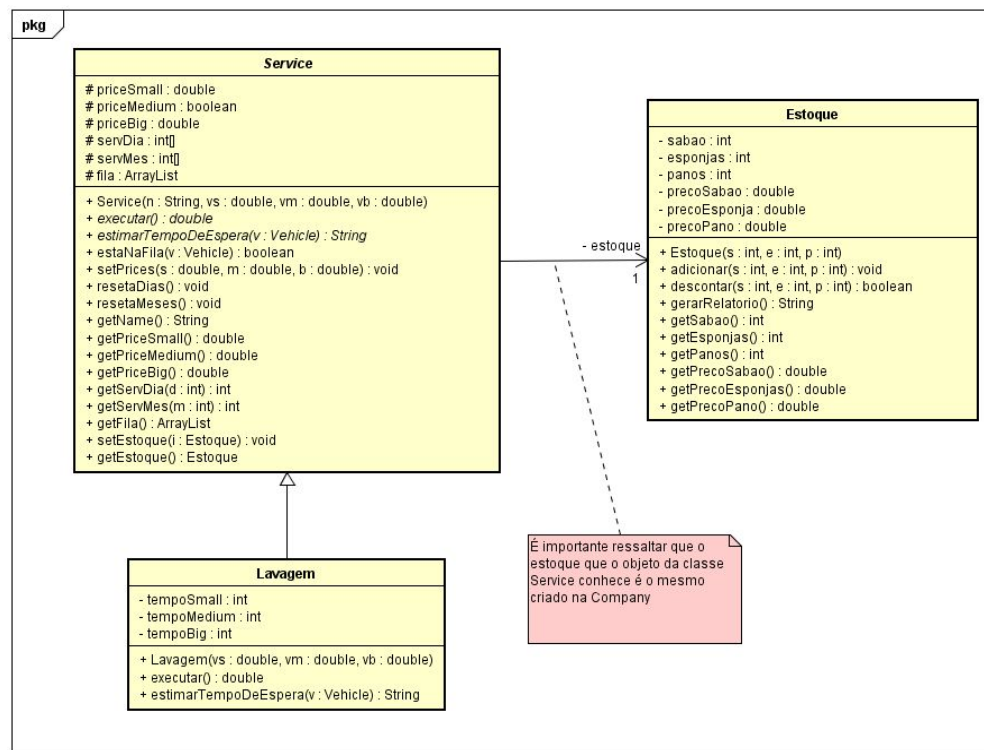 pkg
Service
# priceSmall : double
# priceMedium : boolean
# priceBig : double
# servDia : int[]
# servMes : int[]
# fila : ArrayList
+ Service(n : String, vs : double, vm : double, vb : double)
+ executar() : double
+ estimarTempoDeEspera(v : Vehicle) : String
+ estaNaFila(v : Vehicle) : boolean
+ setPrices(s : double, m : double, b : double) : void
+ resetaDias() : void
+ resetaMeses() : void
+ getName() : String
+ getPriceSmall() : double
+ getPriceMedium() : double
+ getPriceBig() : double
+ getServDia(d : int) : int
+ getServMes(m : int) : int
+ getFila() : ArrayList
+ setEstoque(i : Estoque) : void
+ getEstoque() : Estoque
- estoque
1
Estoque
- sabao : int
- esponjas : int
- panos : int
- precoSabao : double
- precoEsponja : double
- precoPano : double
+ Estoque(s : int, e : int, p : int)
+ adicionar(s : int, e : int, p : int) : void
+ descontar(s : int, e : int, p : int) : boolean
+ gerarRelatorio() : String
+ getSabao() : int
+ getEsponjas() : int
+ getPanos() : int
+ getPrecoSabao() : double
+ getPrecoEsponjas() : double
+ getPrecoPano() : double
Lavagem
- tempoSmall : int
- tempoMedium : int
- tempoBig : int
+ Lavagem(vs : double, vm : double, vb : double)
+ executar() : double
+ estimarTempoDeEspera(v : Vehicle) : String
É importante ressaltar que o
estoque que o objeto da classe
Service conhece é o mesmo
criado na Company